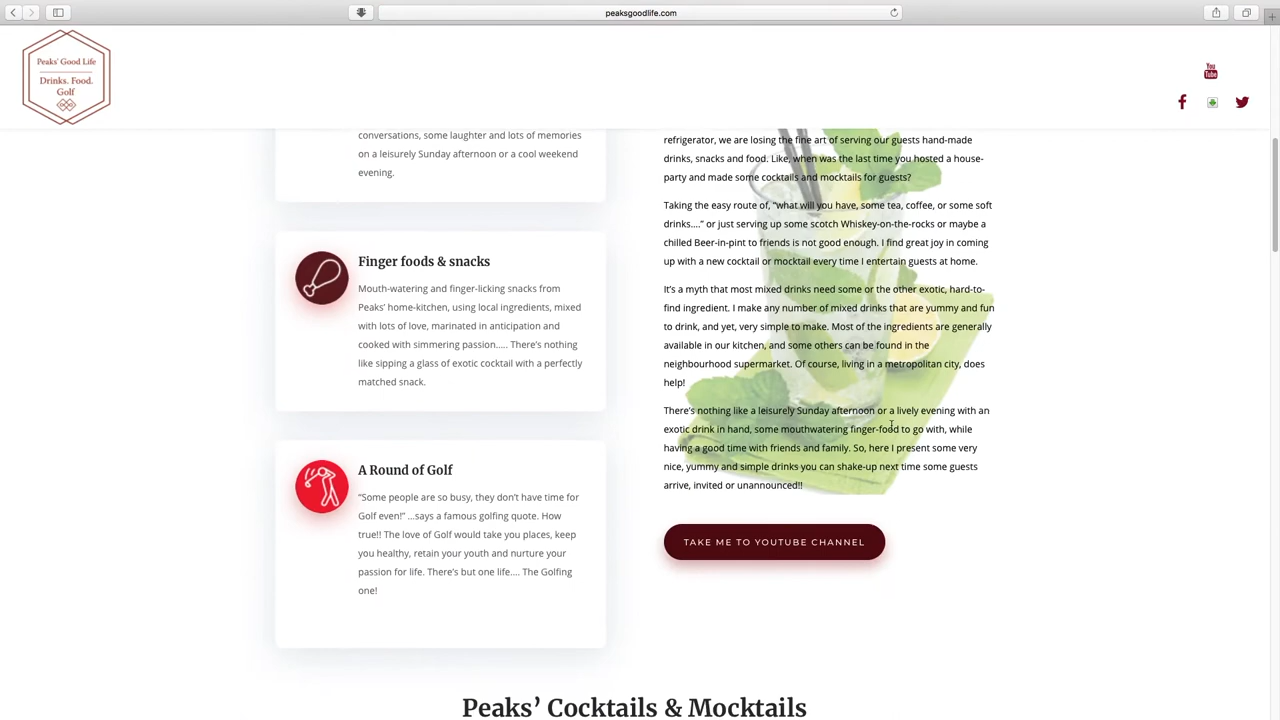 peaksgoodlife.com
Peaks' Good Life
Drinks. Food.
Golf
You
Tube
conversations, some laughter and lots of memories
on a leisurely Sunday afternoon or a cool weekend
evening.
Finger foods & snacks
Mouth-watering and finger-licking snacks from
Peaks’ home-kitchen, using local ingredients, mixed
with lots of love, marinated in anticipation and
cooked with simmering passion..... There’s nothing
like sipping a glass of exotic cocktail with a perfectly
matched snack.
A Round of Golf
“Some people are so busy, they don’t have time for
Golf even!” ...says a famous golfing quote. How
true!! The love of Golf would take you places, keep
you healthy, retain your youth and nurture your
passion for life. There’s but one life.... The Golfing
one!
refrigerator, we are losing the fine art of serving our guests hand-made
drinks, snacks and food. Like, when was the last time you hosted a house-
party and made some cocktails and mocktails for guests?
Taking the easy route of, “what will you have, some tea, coffee, or some soft
drinks....” or just serving up some scotch Whiskey-on-the-rocks or maybe a
chilled Beer-in-pint to friends is not good enough. I find great joy in coming
up with a new cocktail or mocktail every time I entertain guests at home.
It’s a myth that most mixed drinks need some or the other exotic, hard-to-
find ingredient. I make any number of mixed drinks that are yummy and fun
to drink, and yet, very simple to make. Most of the ingredients are generally
available in our kitchen, and some others can be found in the
neighbourhood supermarket. Of course, living in a metropolitan city, does
help!
There’s nothing like a leisurely Sunday afternoon or a lively evening with an
exotic drink in hand, some mouthwatering finger-food to go with, while
having a good time with friends and family. So, here I present some very
nice, yummy and simple drinks you can shake-up next time some guests
arrive, invited or unannounced!!
TAKE ME TO YOUTUBE CHANNEL
Peaks’ Cocktails & Mocktails